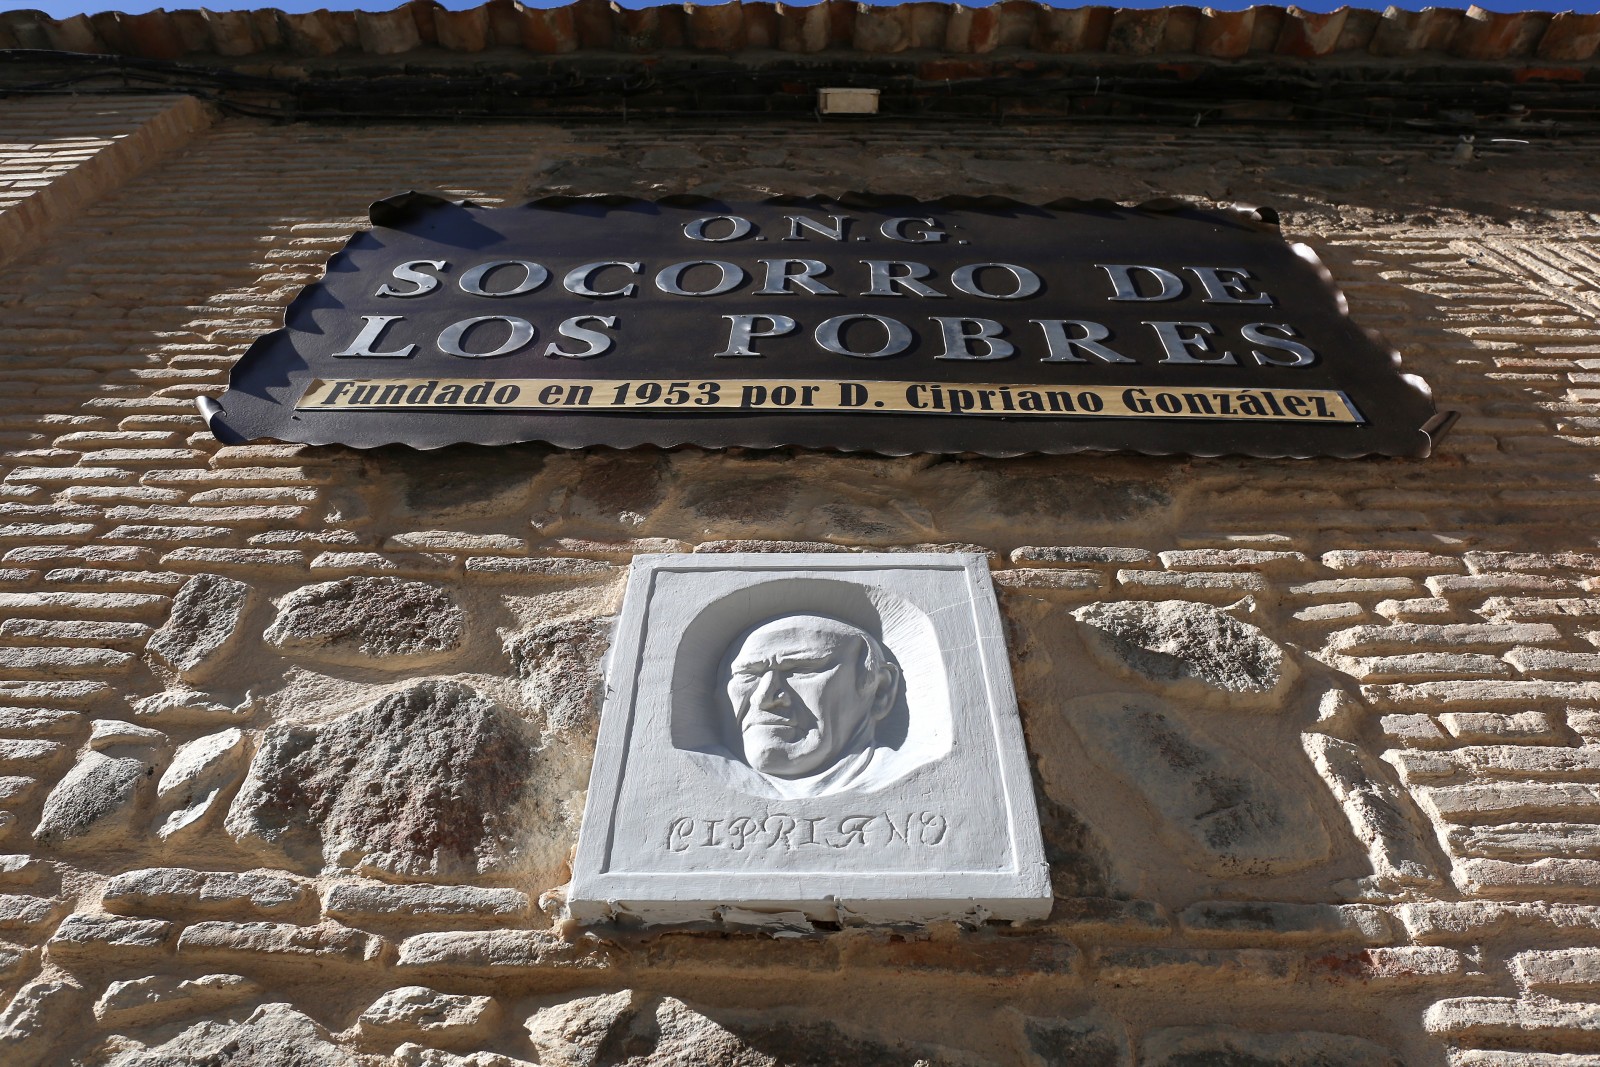 O.N.G.
SOCORRO DE
LOS POBRES
Fundado en 1953 por D. Cipriano González
CIPRIANO